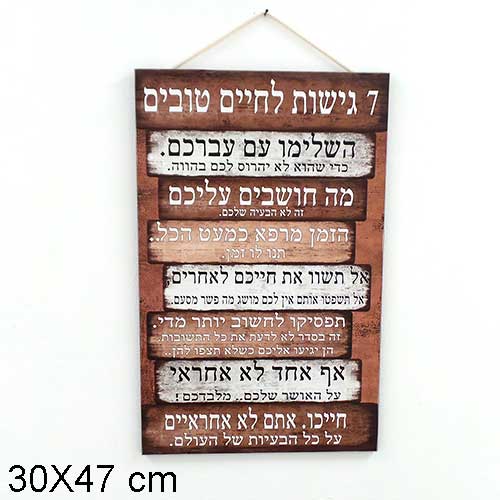 7 גישות לחיים טובים
השלימו עם עברכם.
כדי שהוא לא יהרוס לכם בהווה.
מה חושבים עליכם
זה לא הבעיה שלכם.
הזמן מרפא כמעט הכל..
תנו לו זמן.
אל תשוו את חייכם לאחרים,
אל תשפטו אותם אין לכם מושג מה פשר מסעם.
תפסיקו לחשוב יותר מדי.
זה בסדר לא לדעת את כל התשובות.
הן יגיעו אליכם כשלא תצפו להן..
אף אחד לא אחראי
על האושר שלכם.. מלבדכם !
חייכו. אתם לא אחראיים
על כל הבעיות של העולם.
30X47 cm